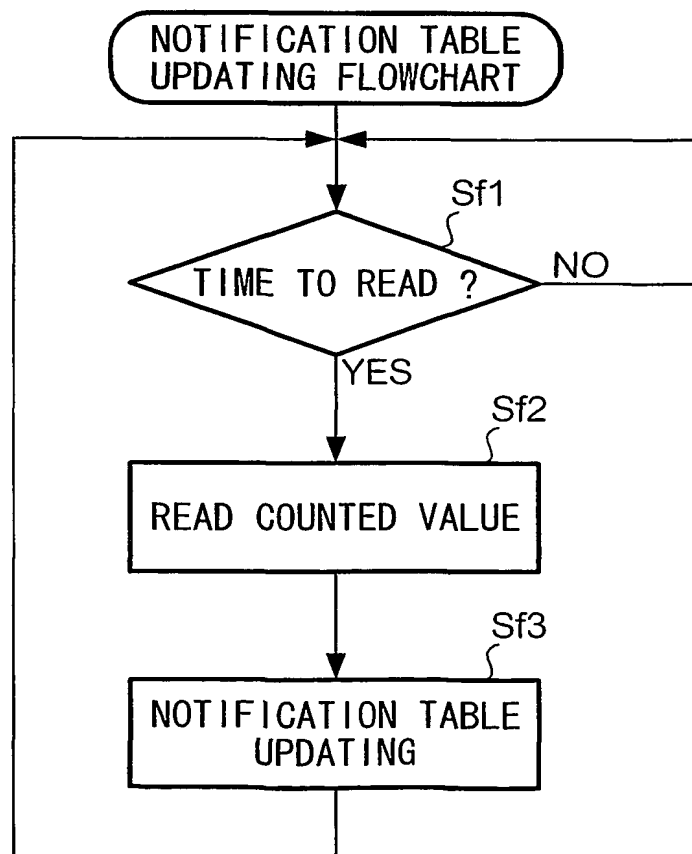 NOTIFICATION TABLE
UPDATING FLOWCHART
Sf1
TIME TO READ ?
NO
YES
Sf2
READ COUNTED VALUE
Sf3
NOTIFICATION TABLE
UPDATING